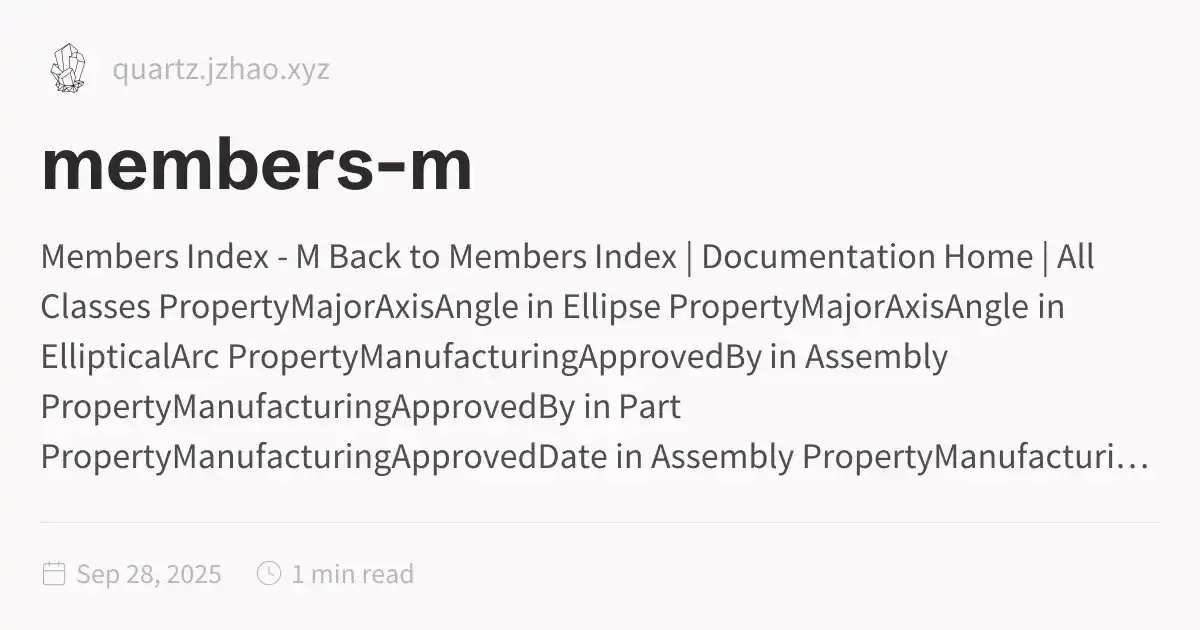 quartz.jzhao.xyz
members-m
Members Index - M Back to Members Index | Documentation Home | All
Classes PropertyMajorAxisAngle in Ellipse PropertyMajorAxisAngle in
EllipticalArc PropertyManufacturingApprovedBy in Assembly
PropertyManufacturingApprovedBy in Part
PropertyManufacturingApprovedDate in Assembly PropertyManufacturi…
Sep 28, 2025 1 min read